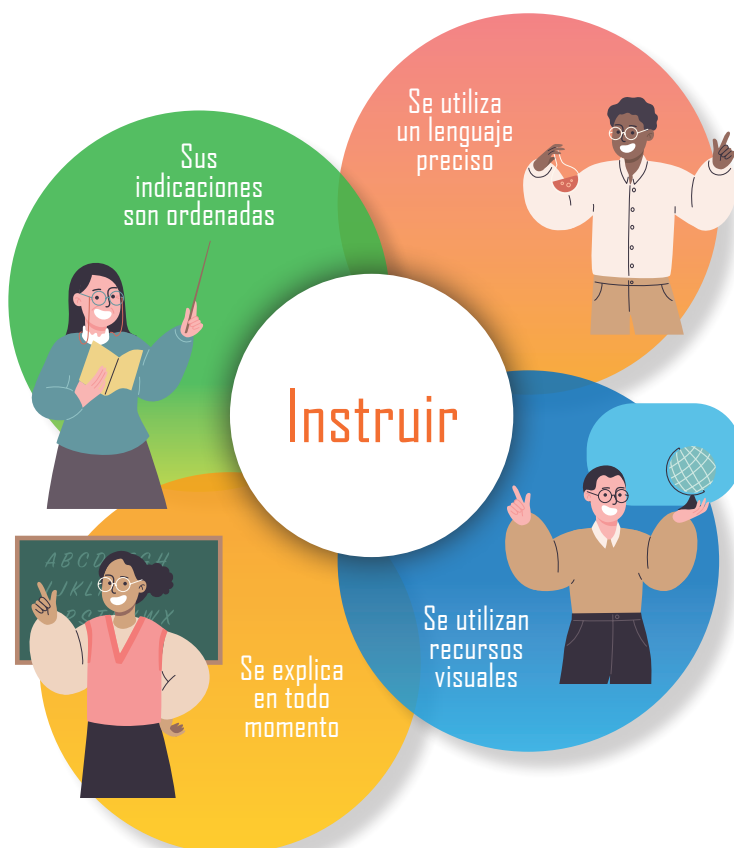 Se utiliza
un lenguaje
preciso
Sus
indicaciones
son ordenadas
Instruir
Se utilizan
recursos
visuales
Se explica
en todo
momento